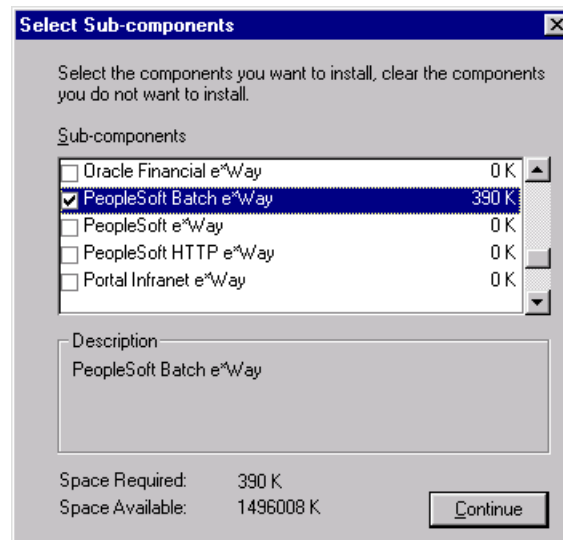 Select Sub-components
Select the components you want to install, clear the components
you do not want to install.
Sub-components
Oracle Financial e*Way 0 K
PeopleSoft Batch e*Way 390 K
PeopleSoft e*Way 0 K
PeopleSoft HTTP e*Way 0 K
Portal Infranet e*Way 0 K
Description
PeopleSoft Batch e*Way
Space Required: 390 K
Space Available: 1496008 K
Continue